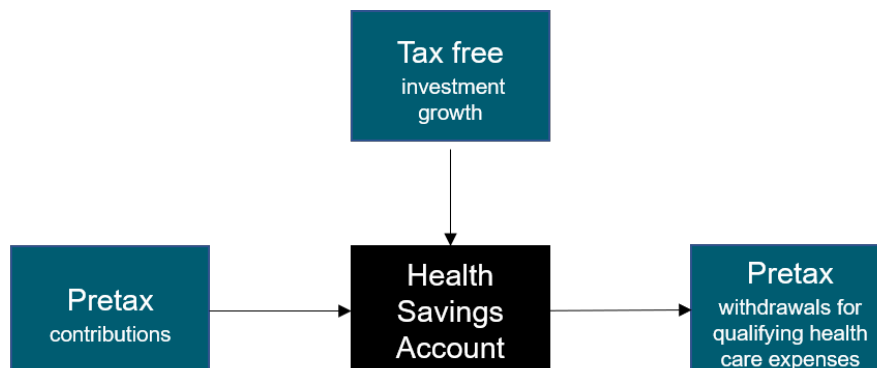 Tax free
investment
growth
Pretax
contributions
Health
Savings
Account
Pretax
withdrawals for
qualifying health
care expenses